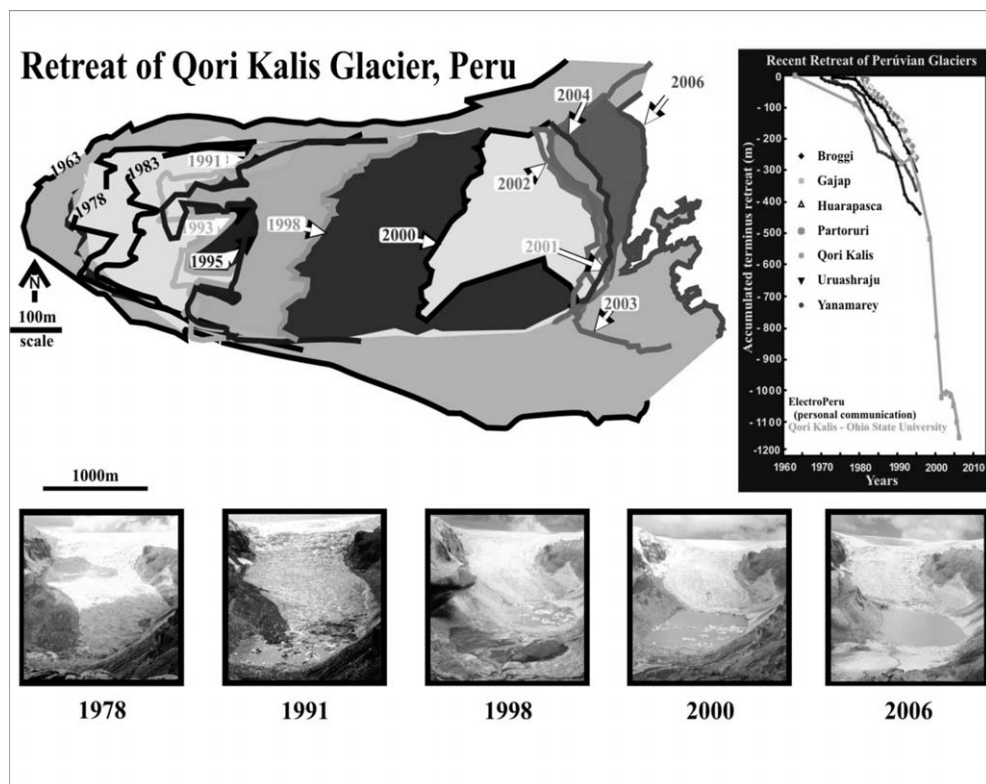 Retreat of Qori Kalis Glacier, Peru
1963
1978
1983
1991
1993
1995
1998
2000
2002
2004
2006
2001
2003
N
100m
scale
Recent Retreat of Perúvian Glaciers
Accumulated terminus retreat (m)
0
- 100
- 200
- 300
- 400
- 500
- 600
- 700
- 800
- 900
- 1000
- 1100
- 1200
Broggi
Gajap
Huarapasca
Partoruri
Qori Kalis
Uruashraju
Yanamarey
ElectroPeru
(personal communication)
Qori Kalis - Ohio State University
1960 1970 1980 1990 2000 2010
Years
1000m
1978
1991
1998
2000
2006